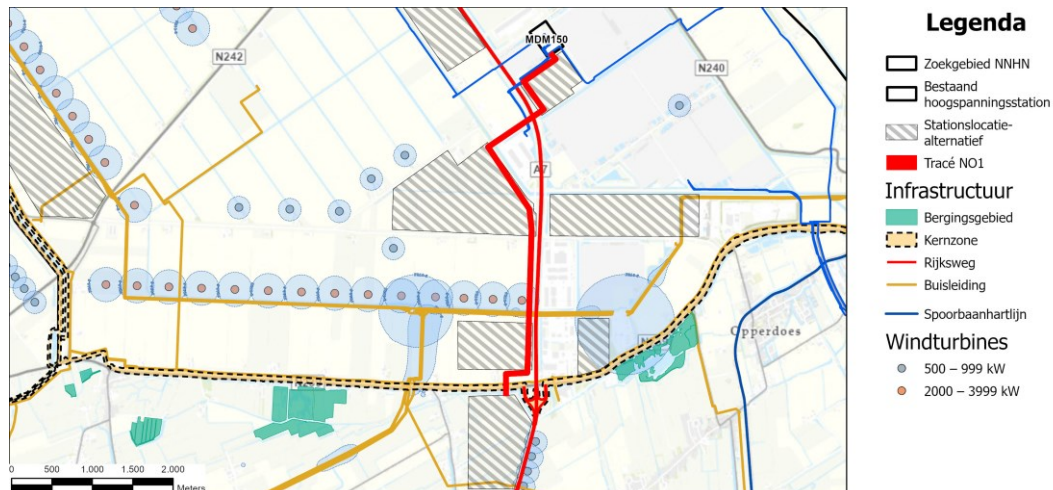 MDM150
N242
N240
A7
Opperdoes
0 500 1.000 1.500 2.000
Meters
Legenda
Zoekgebied NNHN
Bestaand
hoogspanningsstation
Stationslocatie-
alternatief
Tracé NO1
Infrastructuur
Bergingsgebied
Kernzone
Rijksweg
Buisleiding
Spoorbaanhartlijn
Windturbines
500 – 999 kW
2000 – 3999 kW